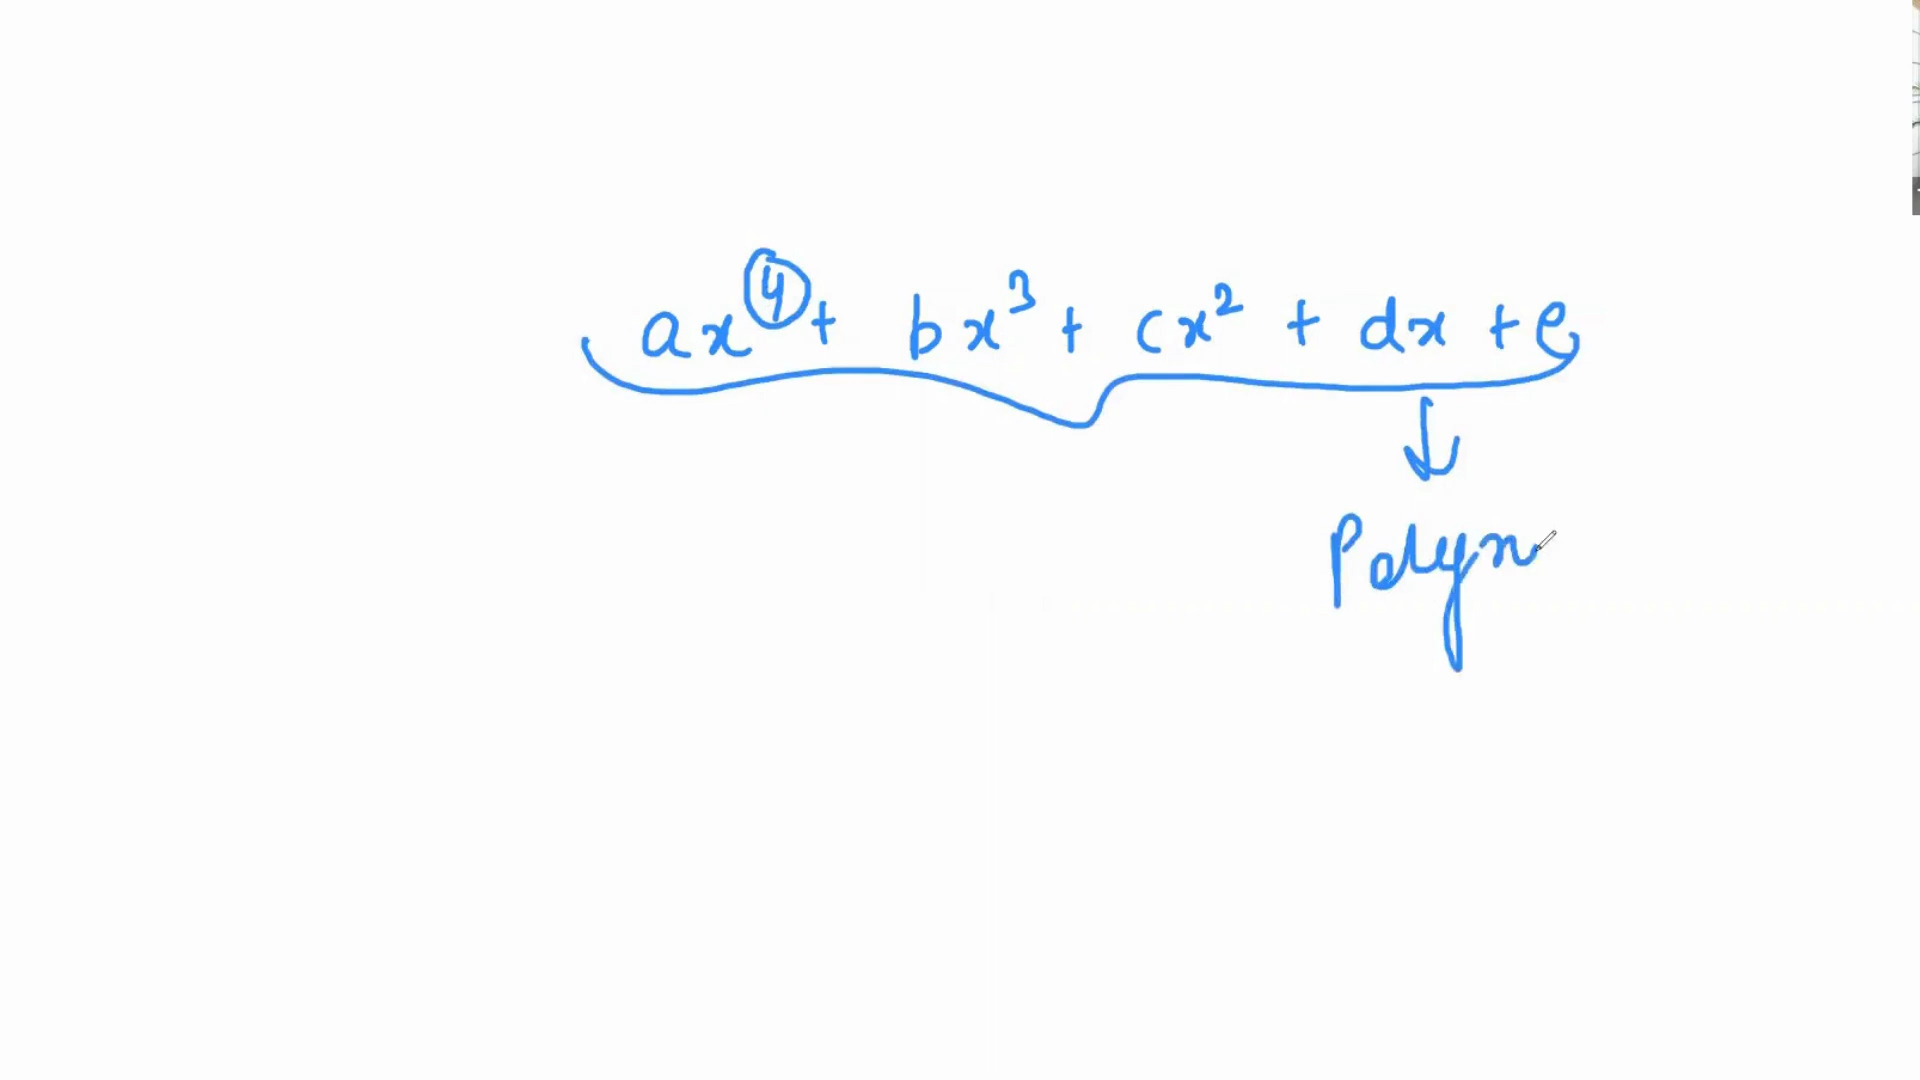 ax⁴ + bx³ + cx² + dx + e
Polyn